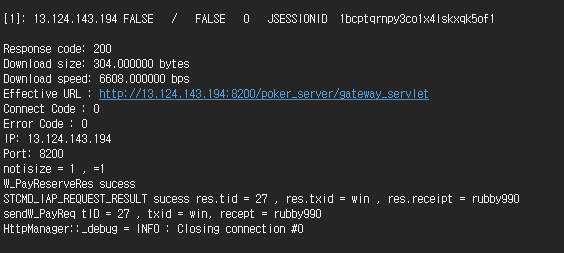 [1]: 13.124.143.194 FALSE / FALSE 0 JSESSIONID 1bcptqrnpy3co1x4lskxqk5of1
Response code: 200
Download size: 304.000000 bytes
Download speed: 6608.000000 bps
Effective URL : http://13.124.143.194:8200/poker_server/gateway_servlet
Connect Code : 0
Error Code : 0
IP: 13.124.143.194
Port: 8200
notisize = 1 , =1
W_PayReserveRes sucess
STCMD_IAP_REQUEST_RESULT sucess res.tid = 27 , res.txid = win , res.receipt = rubby990
sendW_PayReq tID = 27 , txid = win, recept = rubby990
HttpManager::_debug = INFO : Closing connection #0